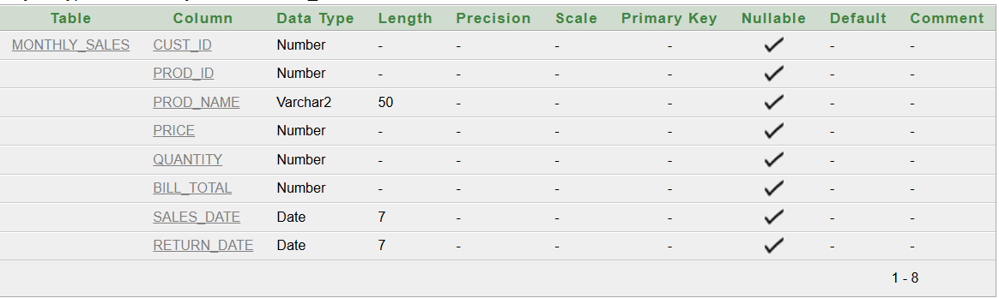 Table Column Data Type Length Precision Scale Primary Key Nullable Default Comment
MONTHLY_SALES CUST_ID Number - - - - - -
PROD_ID Number - - - - - -
PROD_NAME Varchar2 50 - - - - -
PRICE Number - - - - - -
QUANTITY Number - - - - - -
BILL_TOTAL Number - - - - - -
SALES_DATE Date 7 - - - - -
RETURN_DATE Date 7 - - - - -
1 - 8